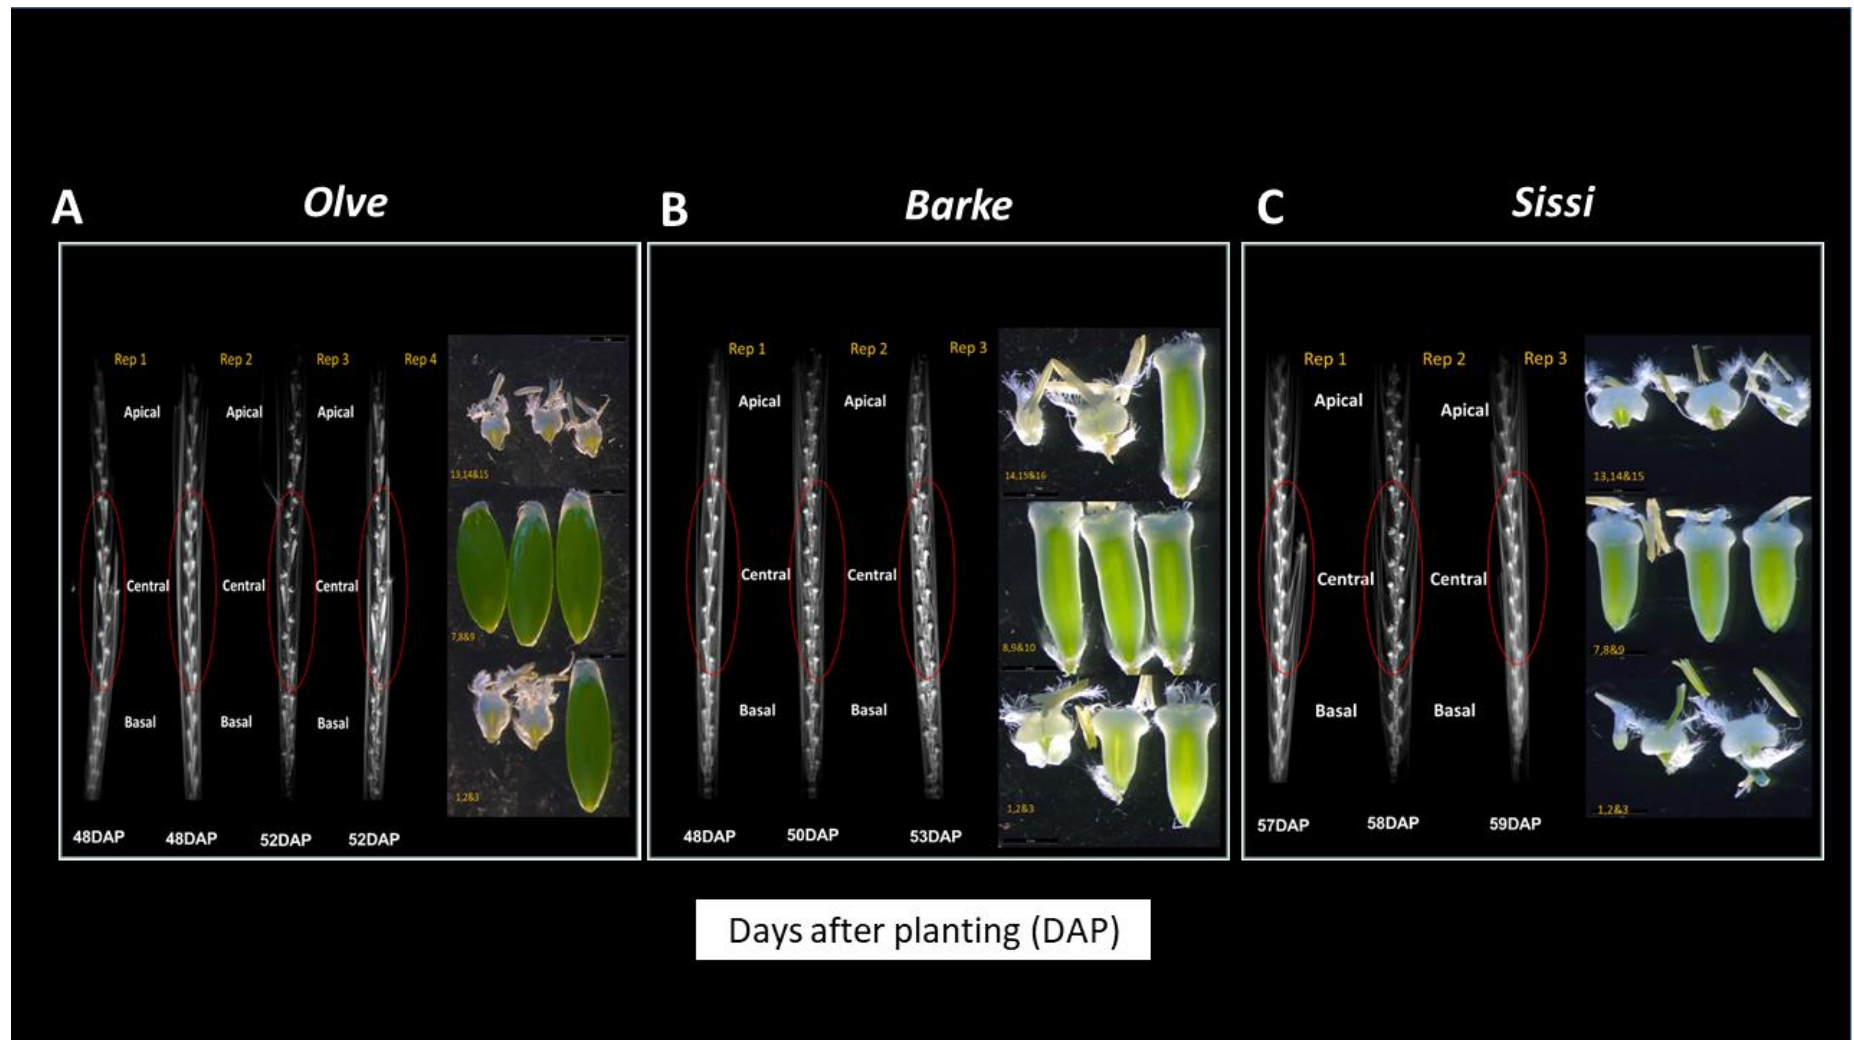 A
Olve
B
Barke
C
Sissi
Rep 1
Rep 2
Rep 3
Rep 4
Apical
Apical
Apical
13,14&15
Central
Central
Central
7,8&9
Basal
Basal
Basal
1,2&3
48DAP
48DAP
52DAP
52DAP
Rep 1
Rep 2
Rep 3
Apical
Apical
14,15&16
Central
Central
8,9&10
Basal
Basal
1,2&3
48DAP
50DAP
53DAP
Rep 1
Rep 2
Rep 3
Apical
Apical
13,14&15
Central
Central
7,8&9
Basal
Basal
1,2&3
57DAP
58DAP
59DAP
Days after planting (DAP)